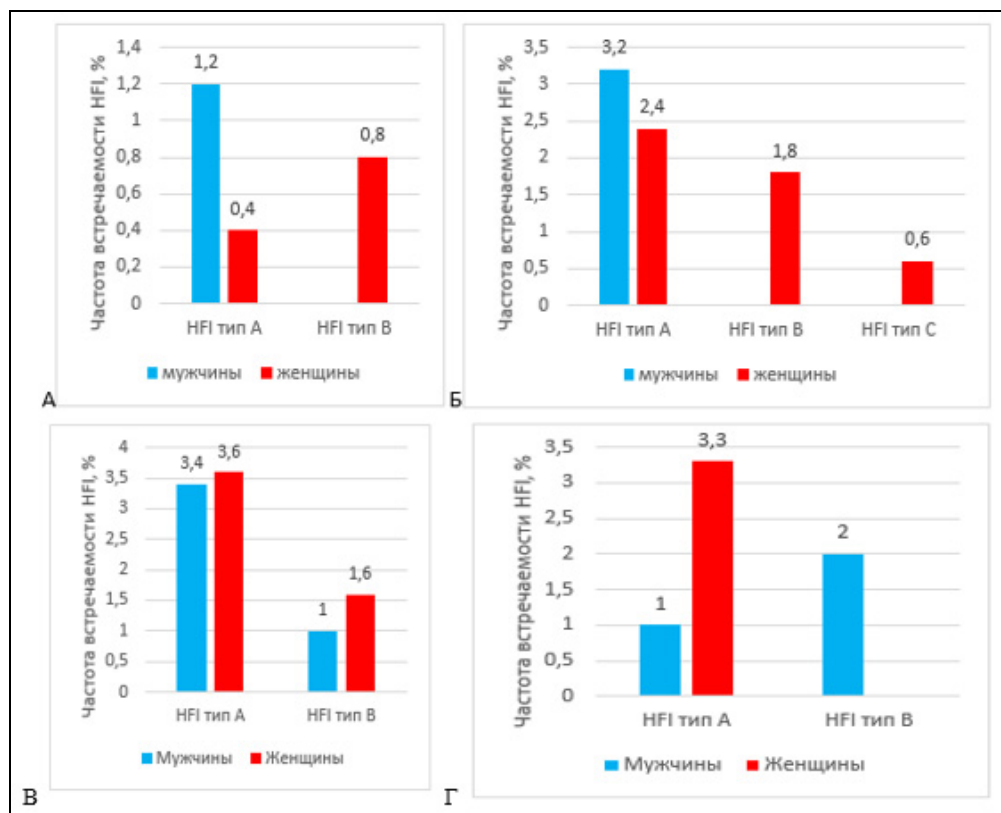 Частота встречаемости HFI, %
1,4
1,2
1
0,8
0,6
0,4
0,2
0
1,2
0,4
0,8
HFI тип A
HFI тип B
мужчины
женщины
А
Частота встречаемости HFI, %
3,5
3
2,5
2
1,5
1
0,5
0
3,2
2,4
1,8
0,6
HFI тип A
HFI тип B
HFI тип C
мужчины
женщины
Б
Частота встречаемости HFI, %
4
3,5
3
2,5
2
1,5
1
0,5
0
3,4
3,6
1
1,6
HFI тип A
HFI тип B
Мужчины
Женщины
В
Частота встречаемости HFI, %
3,5
3
2,5
2
1,5
1
0,5
0
1
3,3
2
HFI тип A
HFI тип B
Мужчины
Женщины
Г